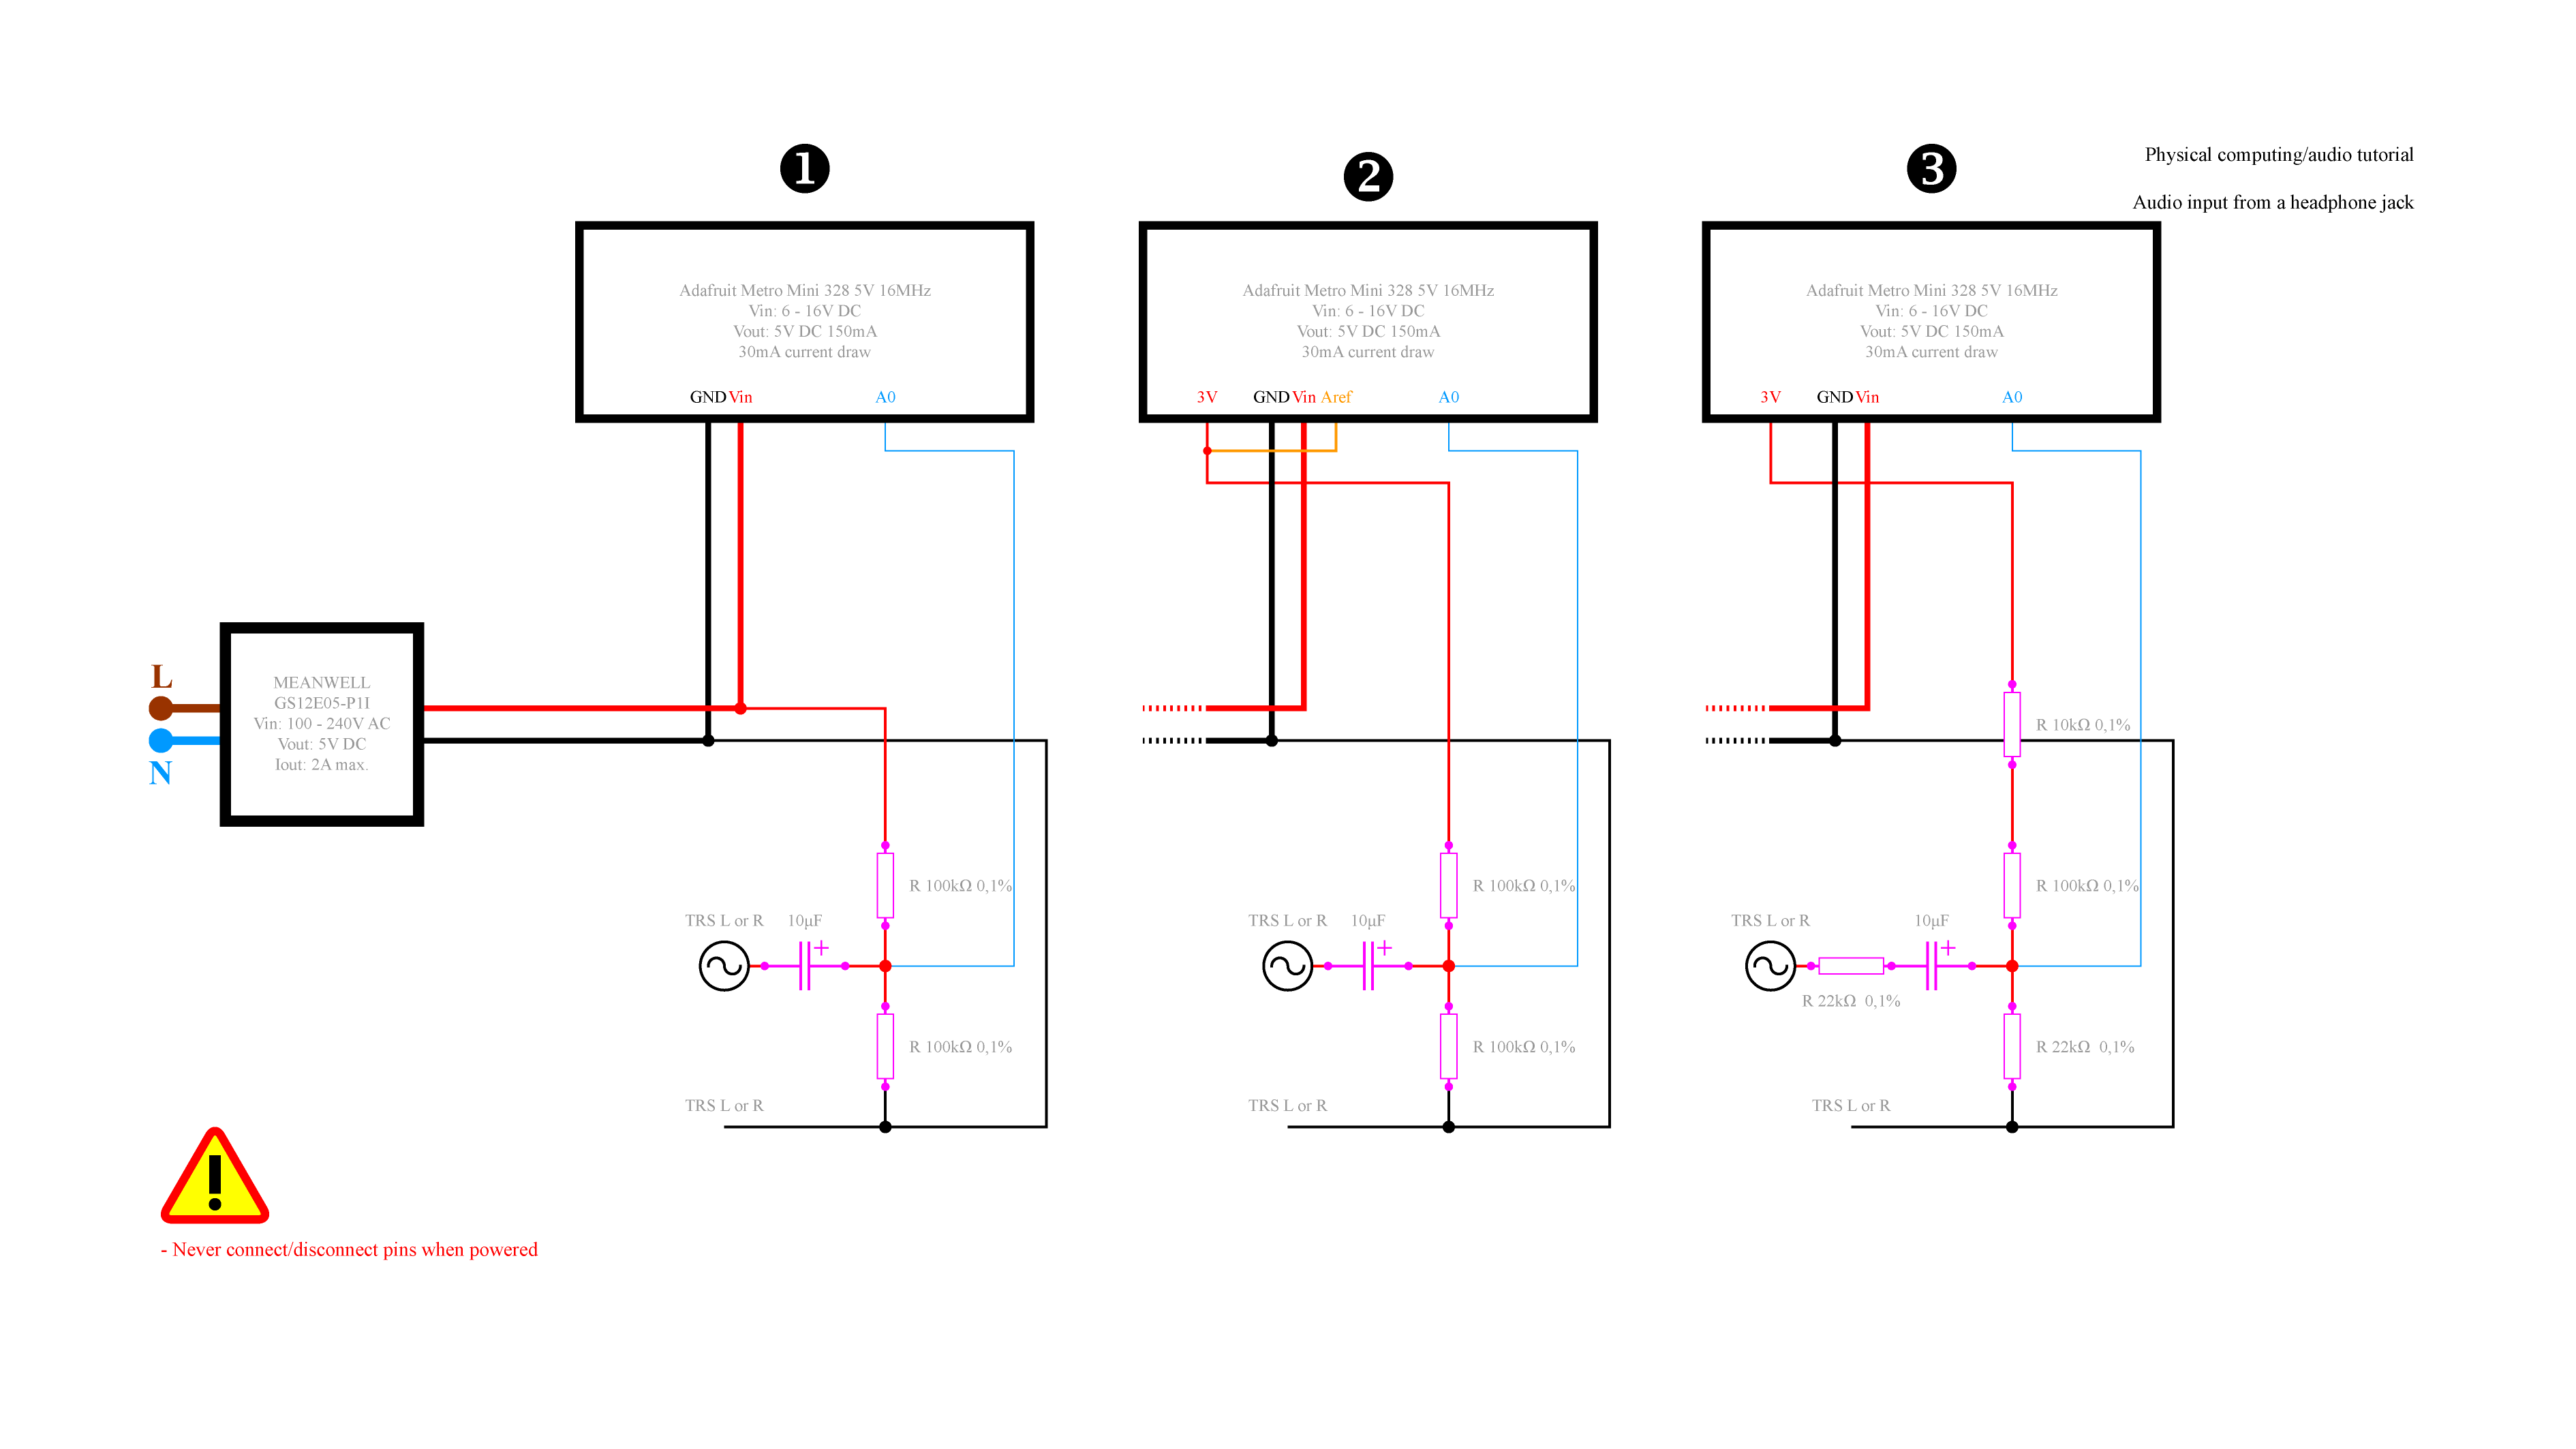 ❶
❷
❸
Physical computing/audio tutorial
Audio input from a headphone jack
Adafruit Metro Mini 328 5V 16MHz
Vin: 6 - 16V DC
Vout: 5V DC 150mA
30mA current draw
GND Vin A0
Adafruit Metro Mini 328 5V 16MHz
Vin: 6 - 16V DC
Vout: 5V DC 150mA
30mA current draw
3V GND Vin Aref A0
Adafruit Metro Mini 328 5V 16MHz
Vin: 6 - 16V DC
Vout: 5V DC 150mA
30mA current draw
3V GND Vin A0
L
N
MEANWELL
GS12E05-P1I
Vin: 100 - 240V AC
Vout: 5V DC
Iout: 2A max.
R 100kΩ 0,1%
TRS L or R 10µF
+
R 100kΩ 0,1%
TRS L or R
R 100kΩ 0,1%
TRS L or R 10µF
+
R 100kΩ 0,1%
TRS L or R
R 10kΩ 0,1%
R 100kΩ 0,1%
TRS L or R 10µF
+
R 22kΩ 0,1%
R 22kΩ 0,1%
TRS L or R
!
- Never connect/disconnect pins when powered